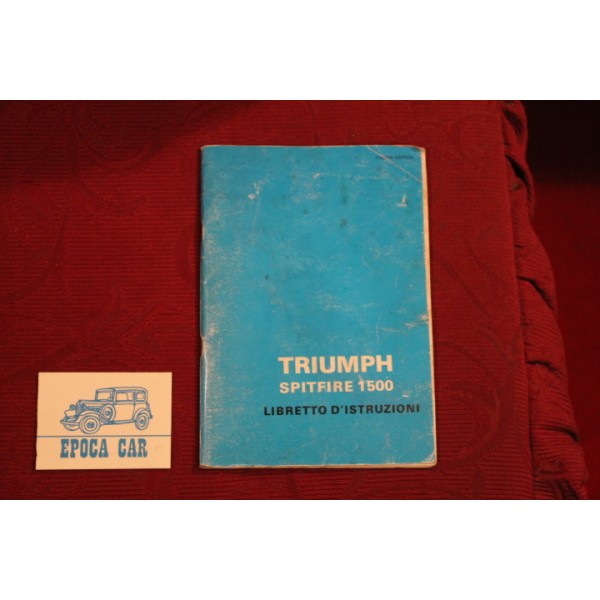 TRIUMPH
SPITFIRE 1500
LIBRETTO D'ISTRUZIONI
EPOCA CAR